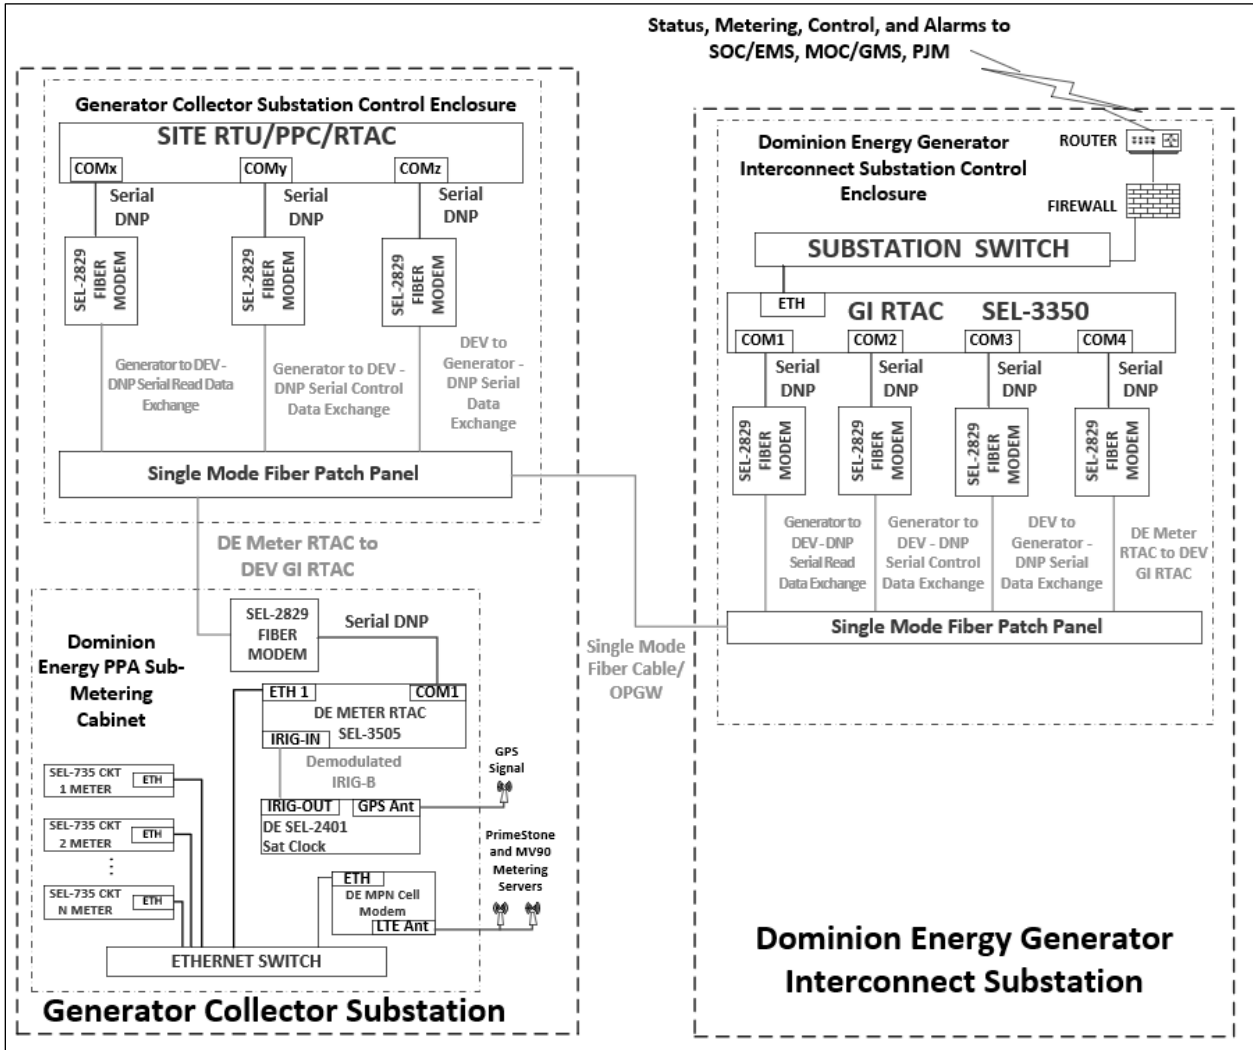 Status, Metering, Control, and Alarms to
SOC/EMS, MOC/GMS, PJM
Generator Collector Substation Control Enclosure
SITE RTU/PPC/RTAC
COMx
COMy
COMz
Serial
DNP
Serial
DNP
Serial
DNP
SEL-2829
FIBER
MODEM
SEL-2829
FIBER
MODEM
SEL-2829
FIBER
MODEM
Generator to DEV -
DNP Serial Read Data
Exchange
Generator to DEV -
DNP Serial Control
Data Exchange
DEV to
Generator -
DNP Serial
Data
Exchange
Single Mode Fiber Patch Panel
DE Meter RTAC to
DEV GI RTAC
Dominion
Energy PPA Sub-
Metering
Cabinet
SEL-2829
FIBER
MODEM
Serial DNP
ETH 1
COM1
DE METER RTAC
SEL-3505
IRIG-IN
Demodulated
IRIG-B
GPS
Signal
IRIG-OUT
GPS Ant
DE SEL-2401
Sat Clock
SEL-735 CKT
1 METER
ETH
SEL-735 CKT
2 METER
ETH
SEL-735 CKT
N METER
ETH
PrimeStone
and MV90
Metering
Servers
ETH
DE MPN Cell
Modem
LTE Ant
ETHERNET SWITCH
Generator Collector Substation
Single Mode
Fiber Cable/
OPGW
Dominion Energy Generator
Interconnect Substation Control
Enclosure
ROUTER
FIREWALL
SUBSTATION SWITCH
ETH
GI RTAC SEL-3350
COM1
COM2
COM3
COM4
Serial
DNP
Serial
DNP
Serial
DNP
Serial
DNP
SEL-2829
FIBER
MODEM
SEL-2829
FIBER
MODEM
SEL-2829
FIBER
MODEM
SEL-2829
FIBER
MODEM
Generator to
DEV - DNP
Serial Read
Data Exchange
Generator to
DEV - DNP
Serial Control
Data Exchange
DEV to
Generator -
DNP Serial
Data Exchange
DE Meter
RTAC to DEV
GI RTAC
Single Mode Fiber Patch Panel
Dominion Energy Generator
Interconnect Substation